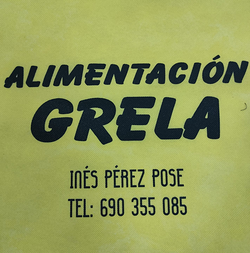 ALIMENTACIÓN
GRELA
INÉS PÉREZ POSE
TEL: 690 355 085